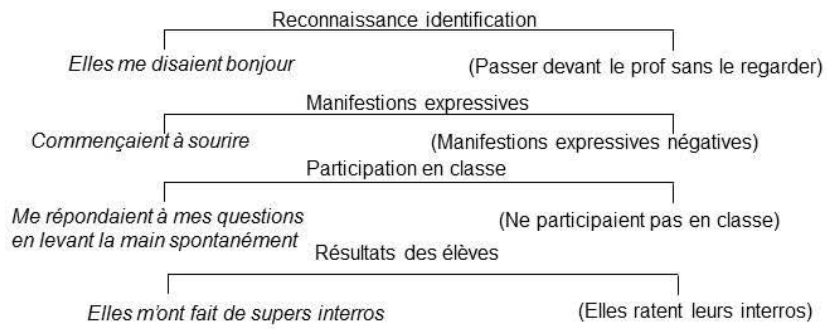 Reconnaissance identification
Elles me disaient bonjour
(Passer devant le prof sans le regarder)
Manifestions expressives
Commençaient à sourire
(Manifestions expressives négatives)
Participation en classe
Me répondaient à mes questions
en levant la main spontanément
(Ne participaient pas en classe)
Résultats des élèves
Elles m'ont fait de supers interros
(Elles ratent leurs interros)